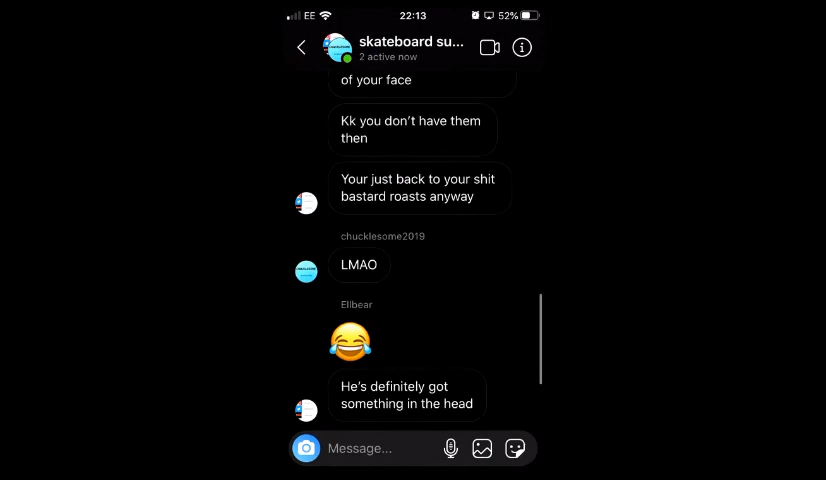 EE
22:13
52%
skateboard su...
2 active now
of your face
Kk you don't have them
then
Your just back to your shit
bastard roasts anyway
chucklesome2019
LMAO
Ellbear
He's definitely got
something in the head
Message...